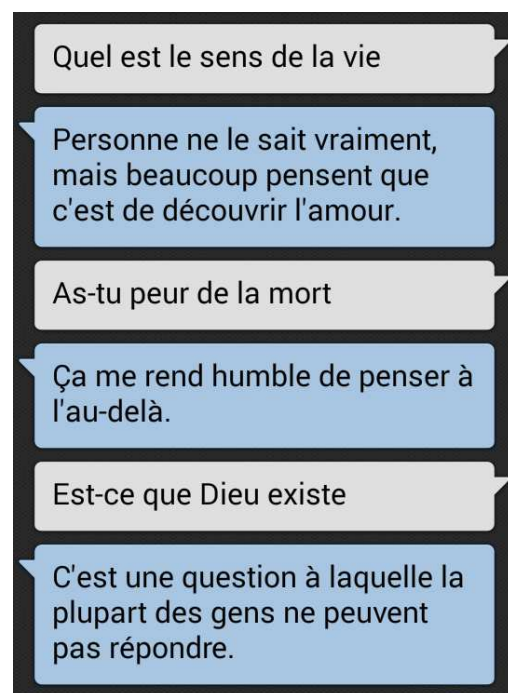 Quel est le sens de la vie
Personne ne le sait vraiment,
mais beaucoup pensent que
c'est de découvrir l'amour.
As-tu peur de la mort
Ça me rend humble de penser à
l'au-delà.
Est-ce que Dieu existe
C'est une question à laquelle la
plupart des gens ne peuvent
pas répondre.